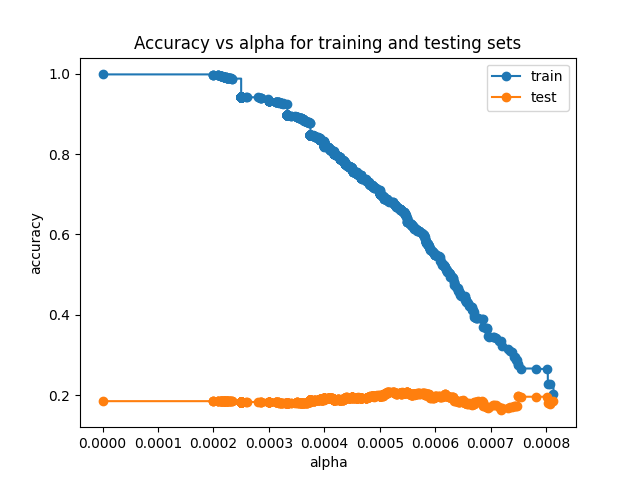 Accuracy vs alpha for training and testing sets
train
test
1.0
0.8
0.6
0.4
0.2
accuracy
0.0000 0.0001 0.0002 0.0003 0.0004 0.0005 0.0006 0.0007 0.0008
alpha